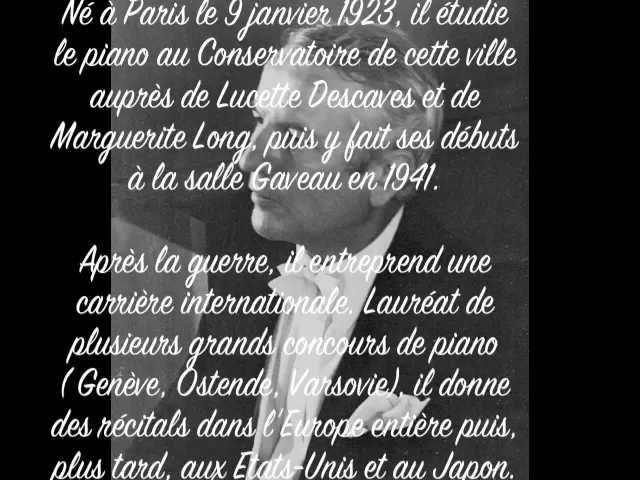 Né à Paris le 9 janvier 1923, il étudie
le piano au Conservatoire de cette ville
auprès de Lucette Descaves et de
Marguerite Long, puis y fait ses débuts
à la salle Gaveau en 1941.
Après la guerre, il entreprend une
carrière internationale. Lauréat de
plusieurs grands concours de piano
( Genève, Ostende, Varsovie), il donne
des récitals dans l'Europe entière puis,
plus tard, aux Etats-Unis et au Japon.